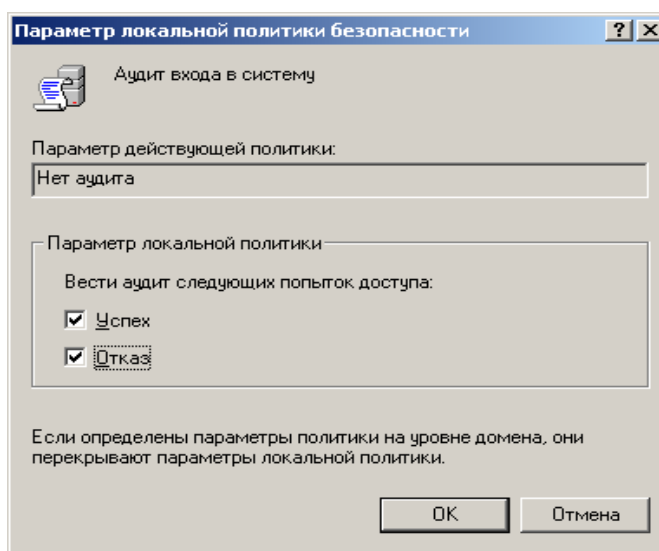 Параметр локальной политики безопасности
Аудит входа в систему
Параметр действующей политики:
Нет аудита
Параметр локальной политики
Вести аудит следующих попыток доступа:
Успех
Отказ
Если определены параметры политики на уровне домена, они
перекрывают параметры локальной политики.
OK Отмена